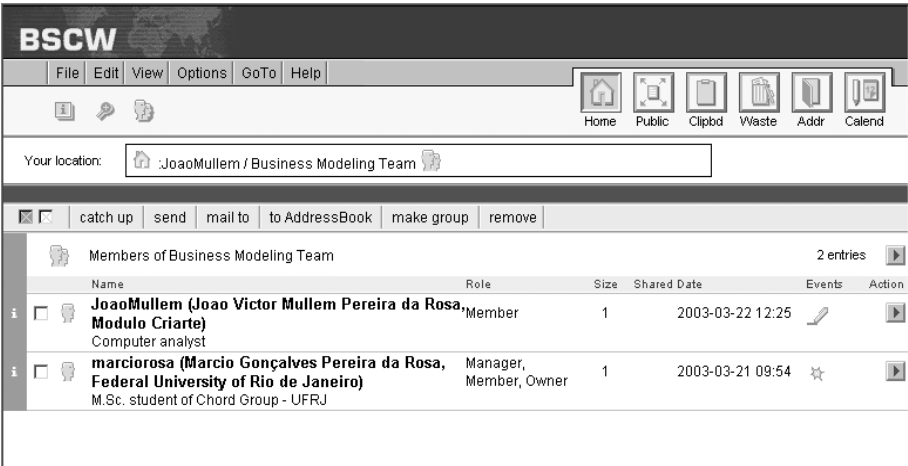 BSCW
File Edit View Options GoTo Help
Home Public Clipbd Waste Addr Calend
Your location: :JoaoMullem / Business Modeling Team
catch up send mail to to AddressBook make group remove
Members of Business Modeling Team 2 entries
Name Role Size Shared Date Events Action
JoaoMullem (Joao Victor Mullem Pereira da Rosa, Member 1 2003-03-22 12:25
Modulo Criarte)
Computer analyst
marciorosa (Marcio Gonçalves Pereira da Rosa, Manager, 1 2003-03-21 09:54
Federal University of Rio de Janeiro) Member, Owner
M.Sc. student of Chord Group - UFRJ